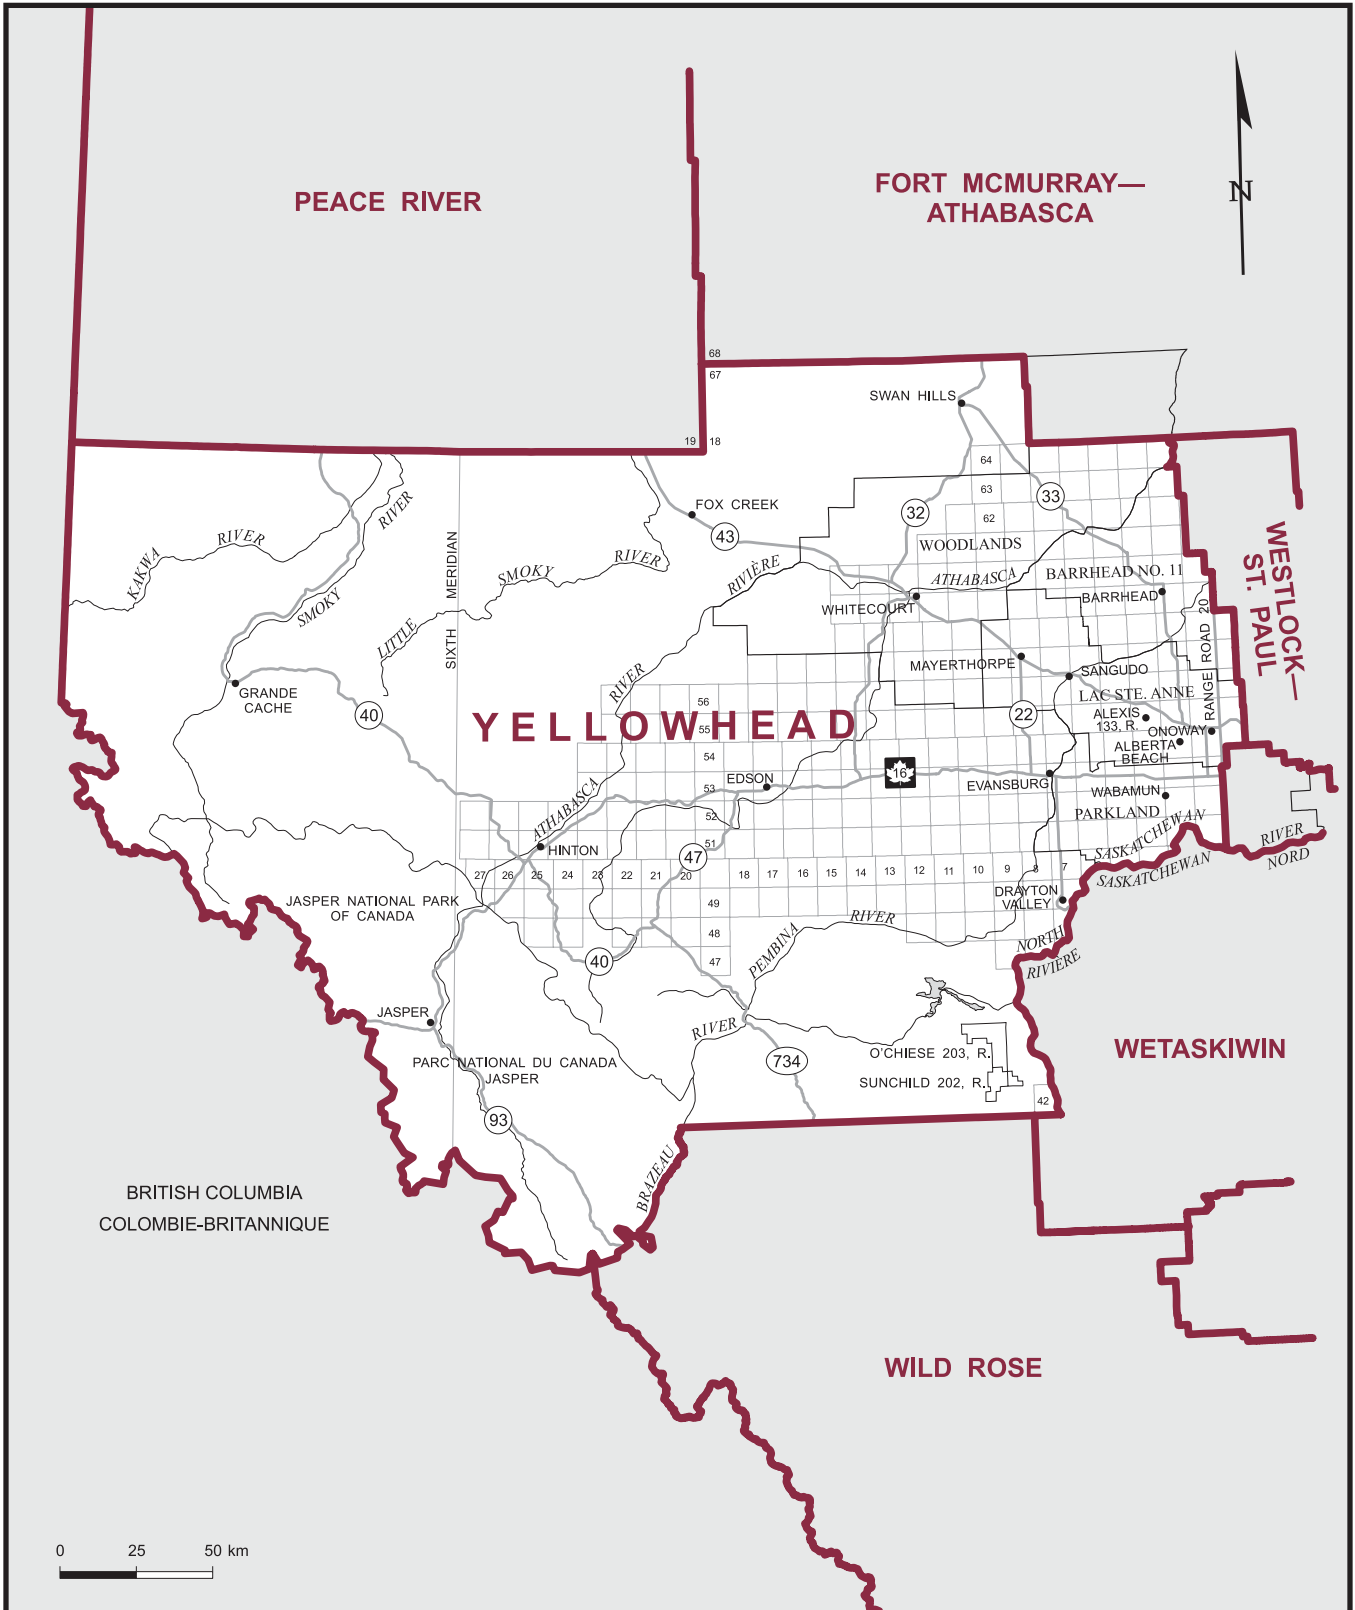 PEACE RIVER
FORT MCMURRAY—
ATHABASCA
N
68
67
19
18
SWAN HILLS
64
63
62
33
32
FOX CREEK
43
WOODLANDS
KAKWA
RIVER
RIVER
SMOKY
SIXTH MERIDIAN
LITTLE
SMOKY
RIVER
RIVIÈRE
ATHABASCA
RIVER
BARRHEAD NO. 11
BARRHEAD
WHITECOURT
WESTLOCK—
ST. PAUL
RANGE ROAD 20
MAYERTHORPE
SANGUDO
LAC STE. ANNE
GRANDE
CACHE
40
YELLOWHEAD
56
55
54
53
52
51
22
ALEXIS
133, R.
ONOWAY
ALBERTA
BEACH
16
EDSON
EVANSBURG
WABAMUN
PARKLAND
ATHABASCA
HINTON
47
SASKATCHEWAN
RIVER
SASKATCHEWAN
NORD
27
26
25
24
23
22
21
20
18
17
16
15
14
13
12
11
10
9
8
7
49
48
47
DRAYTON
VALLEY
JASPER NATIONAL PARK
OF CANADA
40
PEMBINA
RIVER
NORTH
RIVIÈRE
JASPER
RIVER
PARC NATIONAL DU CANADA
JASPER
734
O'CHIESE 203, R.
SUNCHILD 202, R.
42
WETASKIWIN
93
BRAZEAU
BRITISH COLUMBIA
COLOMBIE-BRITANNIQUE
WILD ROSE
0 25 50 km